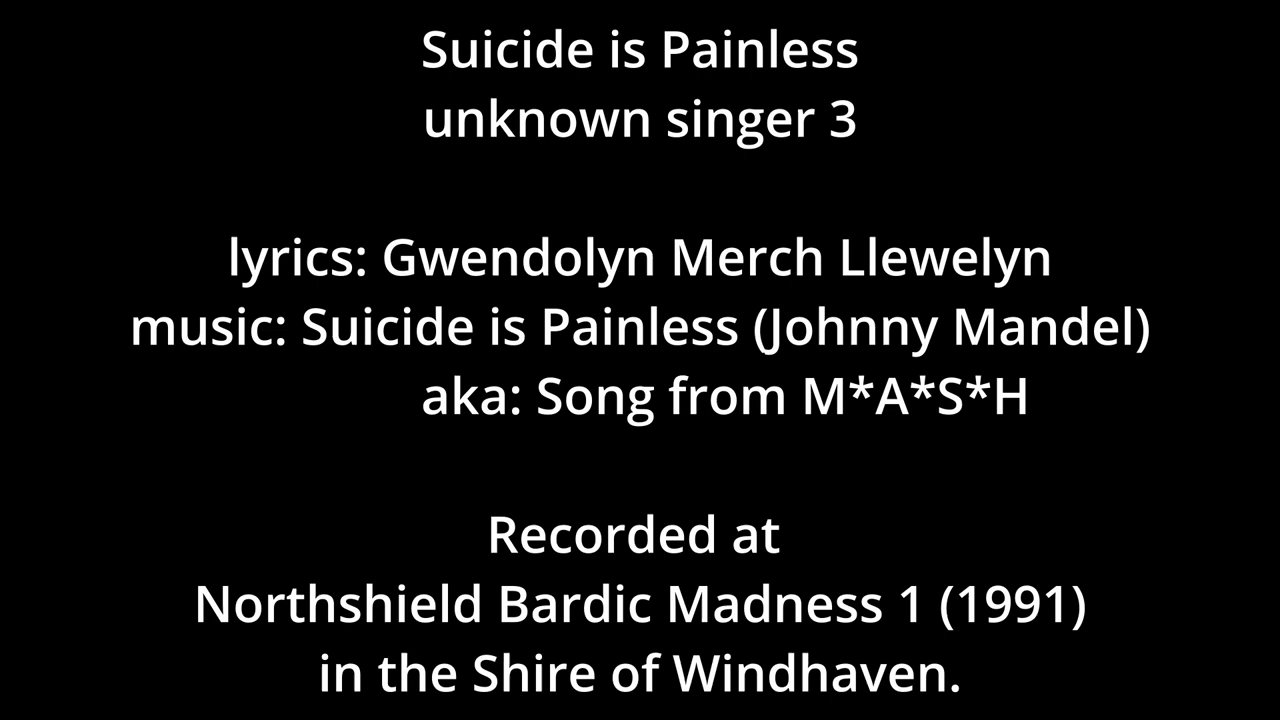 Suicide is Painless
unknown singer 3
lyrics: Gwendolyn Merch Llewelyn
music: Suicide is Painless (Johnny Mandel)
aka: Song from M*A*S*H
Recorded at
Northshield Bardic Madness 1 (1991)
in the Shire of Windhaven.